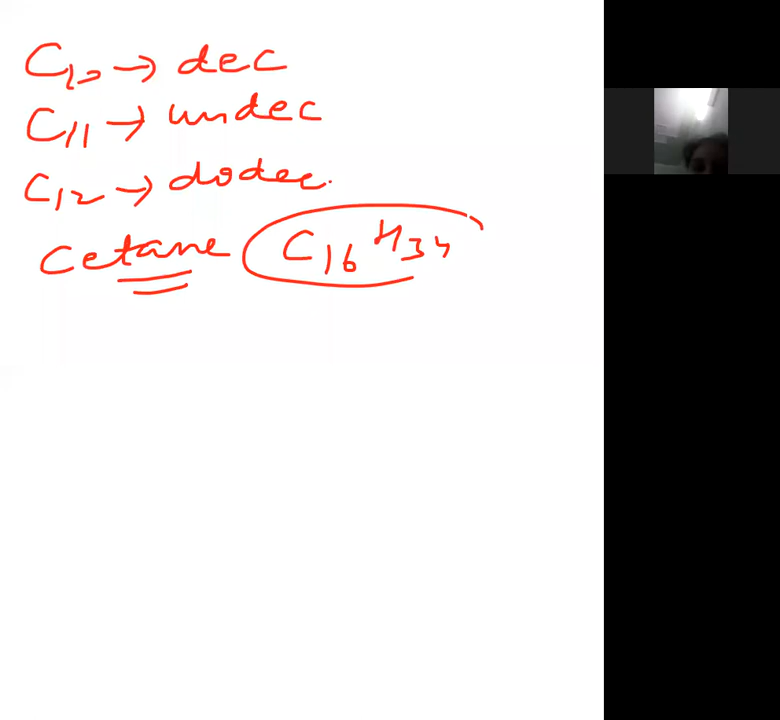 C₁₀ → dec
C₁₁ → undec
C₁₂ → dodec.
Cetane C₁₆H₃₄